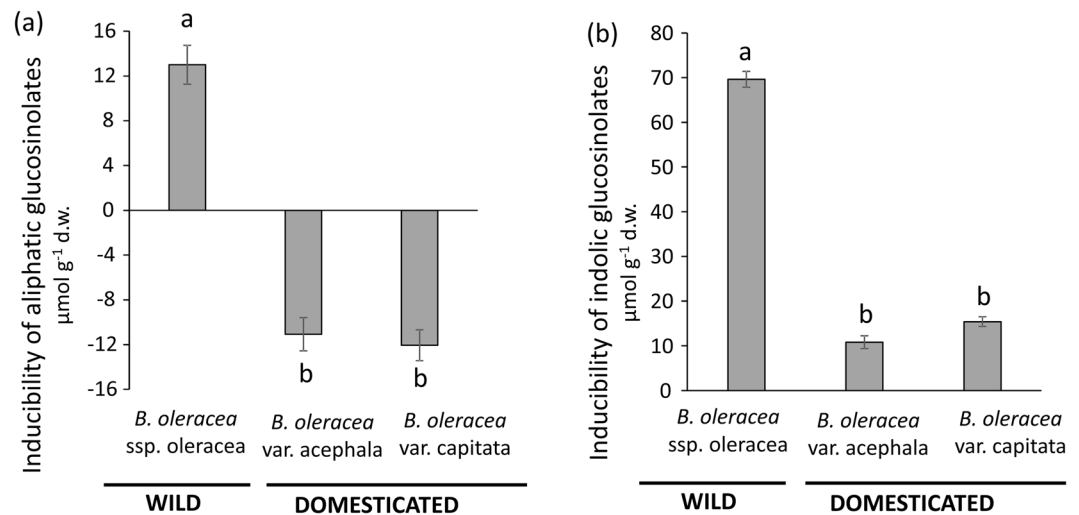 (a)
Inducibility of aliphatic glucosinolates
µmol g⁻¹ d.w.
16
12
8
4
0
-4
-8
-12
-16
a
b
b
B. oleracea
ssp. oleracea
B. oleracea
var. acephala
B. oleracea
var. capitata
WILD
DOMESTICATED
(b)
Inducibility of indolic glucosinolates
µmol g⁻¹ d.w.
80
70
60
50
40
30
20
10
0
a
b
b
B. oleracea
ssp. oleracea
B. oleracea
var. acephala
B. oleracea
var. capitata
WILD
DOMESTICATED